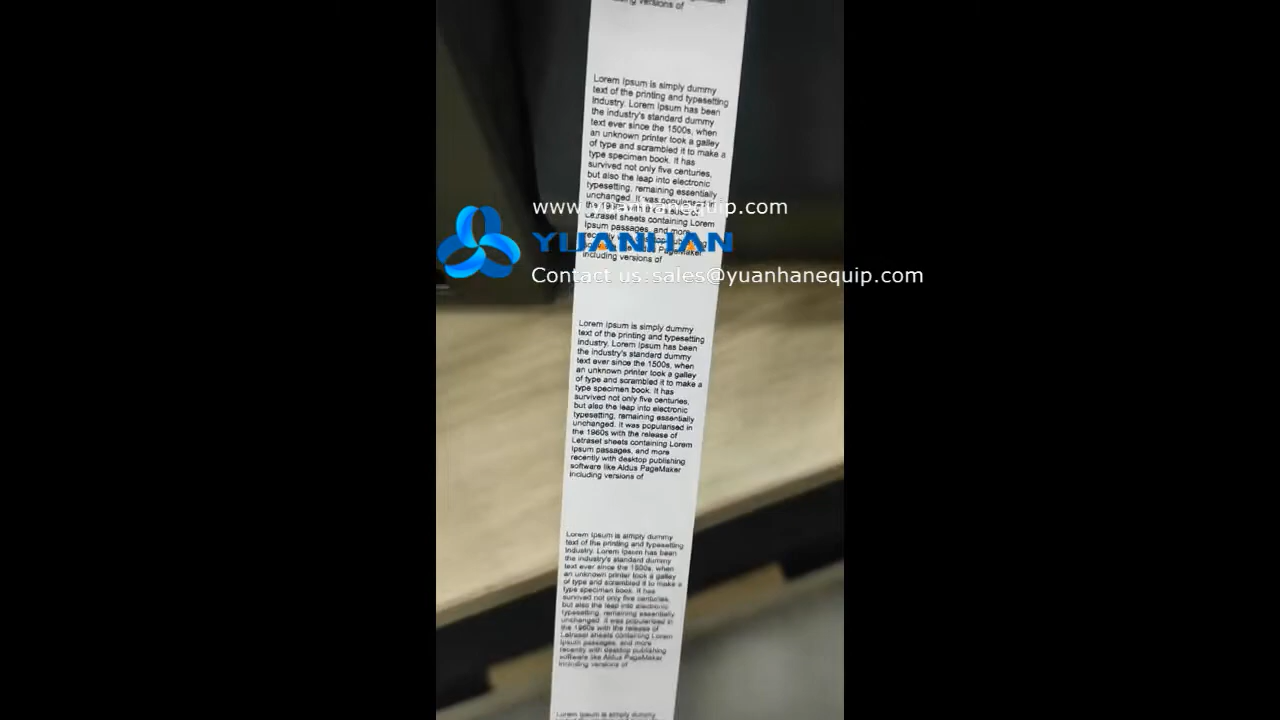 including versions of
Lorem Ipsum is simply dummy
text of the printing and typesetting
industry. Lorem Ipsum has been
the industry's standard dummy
text ever since the 1500s, when
an unknown printer took a galley
of type and scrambled it to make a
type specimen book. It has
survived not only five centuries,
but also the leap into electronic
typesetting, remaining essentially
unchanged. It was popularised in
www.yuanhanequip.com
Letraset sheets containing Lorem
Ipsum passages, and more
YUANHAN
including versions of
Contact us:sales@yuanhanequip.com
Lorem Ipsum is simply dummy
text of the printing and typesetting
industry. Lorem Ipsum has been
the industry's standard dummy
text ever since the 1500s, when
an unknown printer took a galley
of type and scrambled it to make a
type specimen book. It has
survived not only five centuries,
but also the leap into electronic
typesetting, remaining essentially
unchanged. It was popularised in
the 1960s with the release of
Letraset sheets containing Lorem
Ipsum passages, and more
recently with desktop publishing
software like Aldus PageMaker
including versions of
Lorem Ipsum is simply dummy
text of the printing and typesetting
industry. Lorem Ipsum has been
the industry's standard dummy
text ever since the 1500s, when
an unknown printer took a galley
of type and scrambled it to make a
type specimen book. It has
survived not only five centuries,
but also the leap into electronic
typesetting, remaining essentially
unchanged. It was popularised in
the 1960s with the release of
Letraset sheets containing Lorem
Ipsum passages, and more
recently with desktop publishing
software like Aldus PageMaker
including versions of
Lorem Ipsum is simply dummy